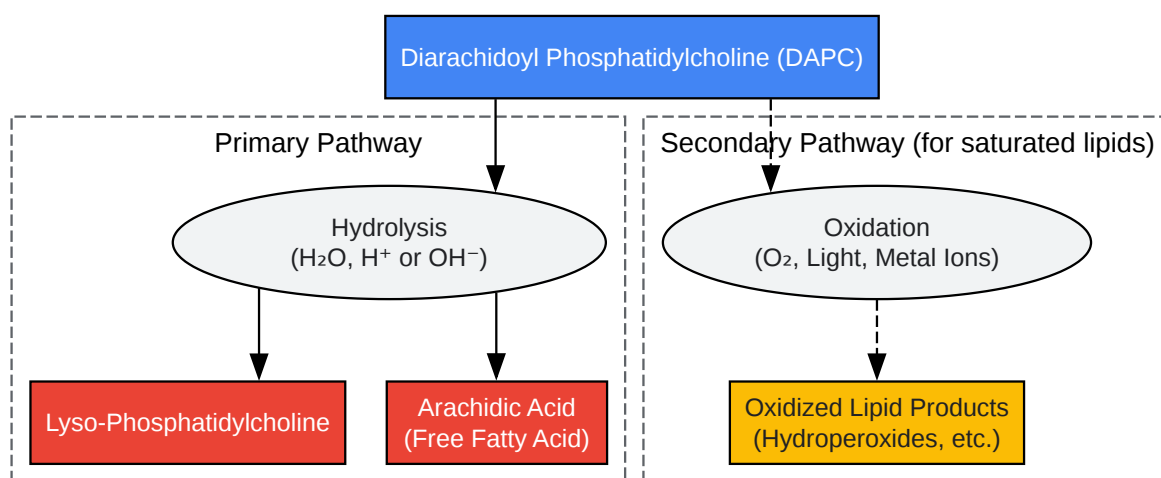 Diarachidoyl Phosphatidylcholine (DAPC)
Primary Pathway
Secondary Pathway (for saturated lipids)
Hydrolysis
(H₂O, H⁺ or OH⁻)
Oxidation
(O₂, Light, Metal Ions)
Lyso-Phosphatidylcholine
Arachidic Acid
(Free Fatty Acid)
Oxidized Lipid Products
(Hydroperoxides, etc.)